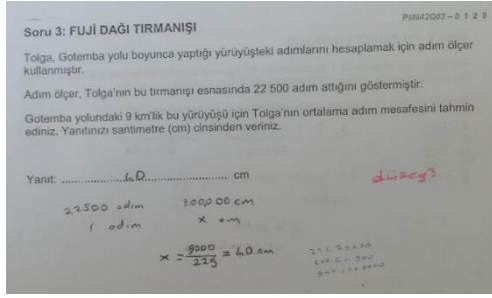 PM942Q03 – 0 1 2 9
Soru 3: FUJİ DAĞI TIRMANIŞI
Tolga, Gotemba yolu boyunca yaptığı yürüyüşteki adımlarını hesaplamak için adım ölçer
kullanmıştır.
Adım ölçer, Tolga'nın bu tırmanışı esnasında 22 500 adım attığını göstermiştir.
Gotemba yolundaki 9 km'lik bu yürüyüşü için Tolga'nın ortalama adım mesafesini tahmin
ediniz. Yanıtınızı santimetre (cm) cinsinden veriniz.
Yanıt: ......40...... cm
düzey3
22500 adım 900000 cm
1 adım x cm
x = 9000/225 = 40 cm